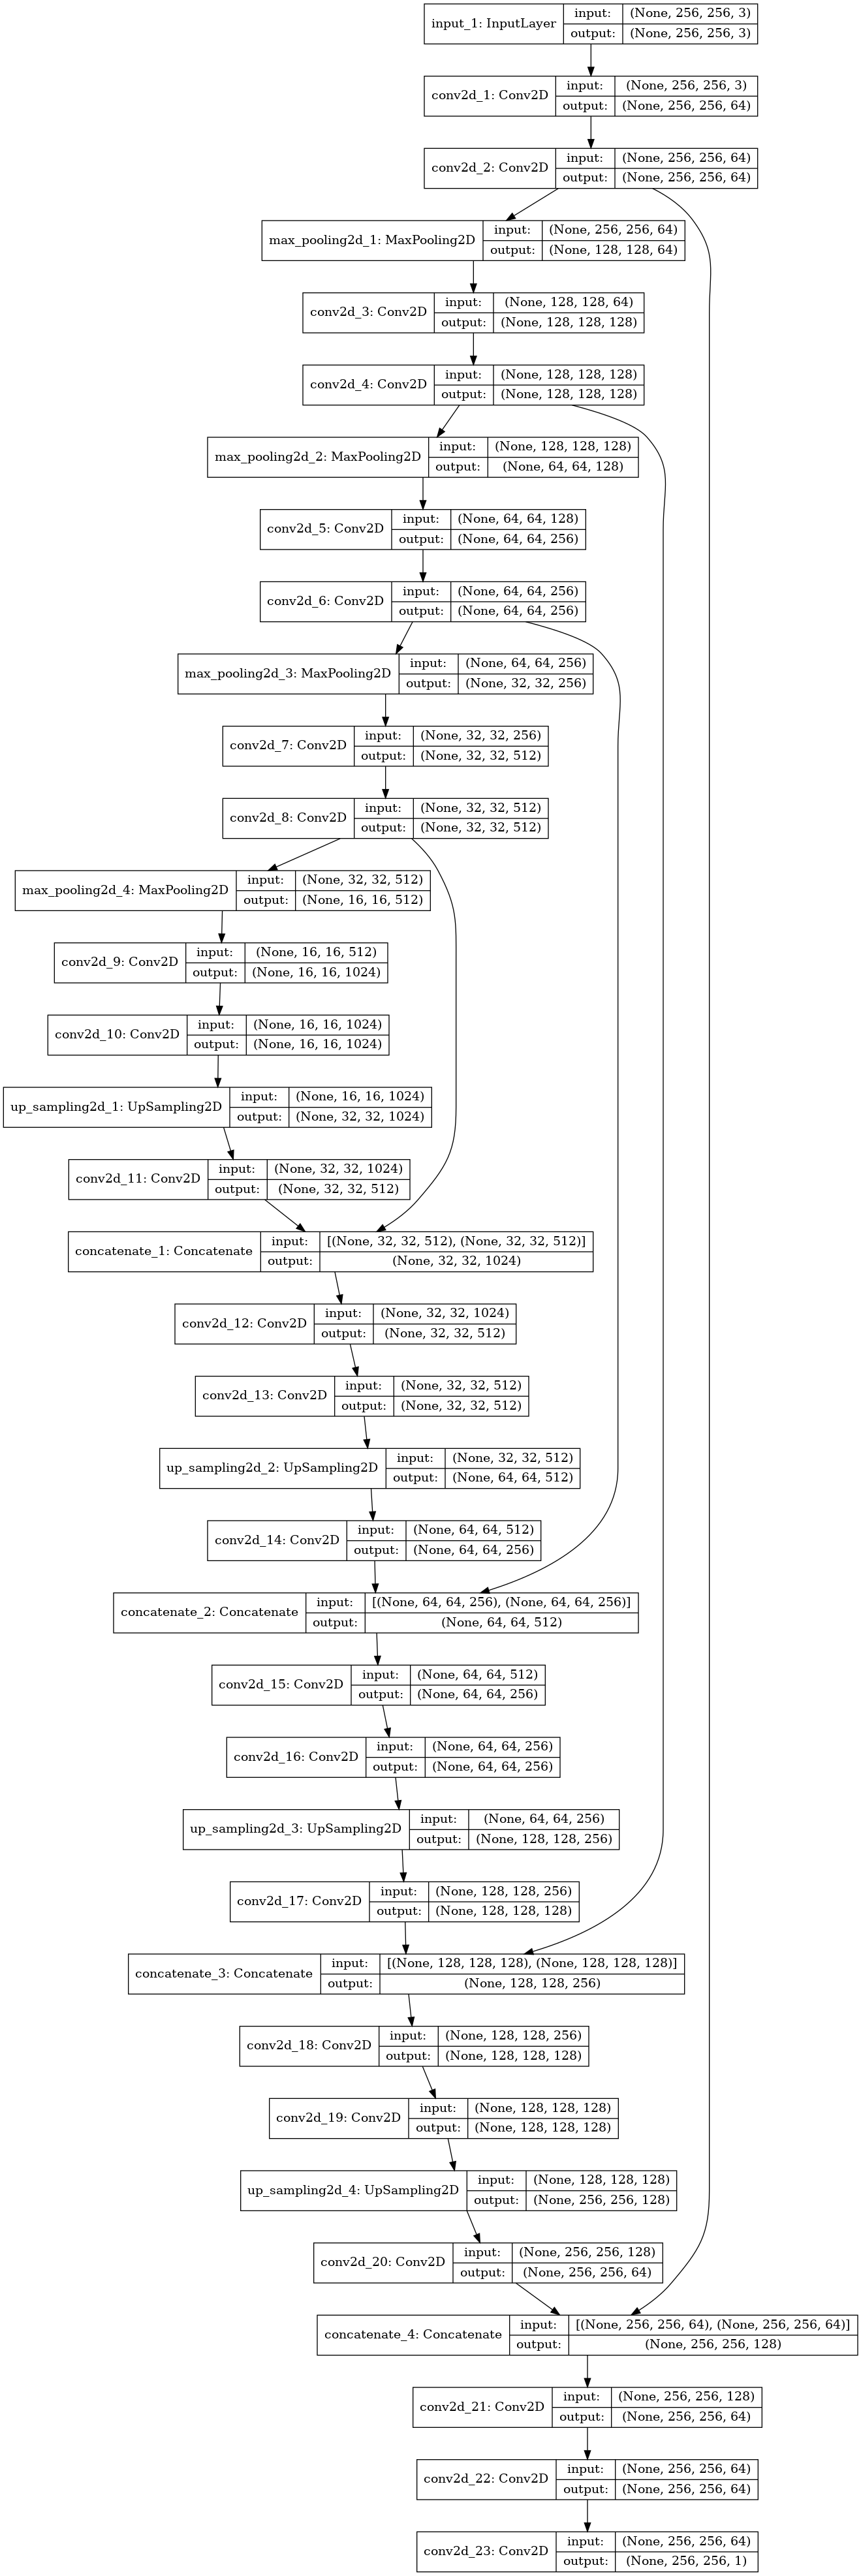 input_1: InputLayer input: (None, 256, 256, 3)
output: (None, 256, 256, 3)
conv2d_1: Conv2D input: (None, 256, 256, 3)
output: (None, 256, 256, 64)
conv2d_2: Conv2D input: (None, 256, 256, 64)
output: (None, 256, 256, 64)
max_pooling2d_1: MaxPooling2D input: (None, 256, 256, 64)
output: (None, 128, 128, 64)
conv2d_3: Conv2D input: (None, 128, 128, 64)
output: (None, 128, 128, 128)
conv2d_4: Conv2D input: (None, 128, 128, 128)
output: (None, 128, 128, 128)
max_pooling2d_2: MaxPooling2D input: (None, 128, 128, 128)
output: (None, 64, 64, 128)
conv2d_5: Conv2D input: (None, 64, 64, 128)
output: (None, 64, 64, 256)
conv2d_6: Conv2D input: (None, 64, 64, 256)
output: (None, 64, 64, 256)
max_pooling2d_3: MaxPooling2D input: (None, 64, 64, 256)
output: (None, 32, 32, 256)
conv2d_7: Conv2D input: (None, 32, 32, 256)
output: (None, 32, 32, 512)
conv2d_8: Conv2D input: (None, 32, 32, 512)
output: (None, 32, 32, 512)
max_pooling2d_4: MaxPooling2D input: (None, 32, 32, 512)
output: (None, 16, 16, 512)
conv2d_9: Conv2D input: (None, 16, 16, 512)
output: (None, 16, 16, 1024)
conv2d_10: Conv2D input: (None, 16, 16, 1024)
output: (None, 16, 16, 1024)
up_sampling2d_1: UpSampling2D input: (None, 16, 16, 1024)
output: (None, 32, 32, 1024)
conv2d_11: Conv2D input: (None, 32, 32, 1024)
output: (None, 32, 32, 512)
concatenate_1: Concatenate input: [(None, 32, 32, 512), (None, 32, 32, 512)]
output: (None, 32, 32, 1024)
conv2d_12: Conv2D input: (None, 32, 32, 1024)
output: (None, 32, 32, 512)
conv2d_13: Conv2D input: (None, 32, 32, 512)
output: (None, 32, 32, 512)
up_sampling2d_2: UpSampling2D input: (None, 32, 32, 512)
output: (None, 64, 64, 512)
conv2d_14: Conv2D input: (None, 64, 64, 512)
output: (None, 64, 64, 256)
concatenate_2: Concatenate input: [(None, 64, 64, 256), (None, 64, 64, 256)]
output: (None, 64, 64, 512)
conv2d_15: Conv2D input: (None, 64, 64, 512)
output: (None, 64, 64, 256)
conv2d_16: Conv2D input: (None, 64, 64, 256)
output: (None, 64, 64, 256)
up_sampling2d_3: UpSampling2D input: (None, 64, 64, 256)
output: (None, 128, 128, 256)
conv2d_17: Conv2D input: (None, 128, 128, 256)
output: (None, 128, 128, 128)
concatenate_3: Concatenate input: [(None, 128, 128, 128), (None, 128, 128, 128)]
output: (None, 128, 128, 256)
conv2d_18: Conv2D input: (None, 128, 128, 256)
output: (None, 128, 128, 128)
conv2d_19: Conv2D input: (None, 128, 128, 128)
output: (None, 128, 128, 128)
up_sampling2d_4: UpSampling2D input: (None, 128, 128, 128)
output: (None, 256, 256, 128)
conv2d_20: Conv2D input: (None, 256, 256, 128)
output: (None, 256, 256, 64)
concatenate_4: Concatenate input: [(None, 256, 256, 64), (None, 256, 256, 64)]
output: (None, 256, 256, 128)
conv2d_21: Conv2D input: (None, 256, 256, 128)
output: (None, 256, 256, 64)
conv2d_22: Conv2D input: (None, 256, 256, 64)
output: (None, 256, 256, 64)
conv2d_23: Conv2D input: (None, 256, 256, 64)
output: (None, 256, 256, 1)